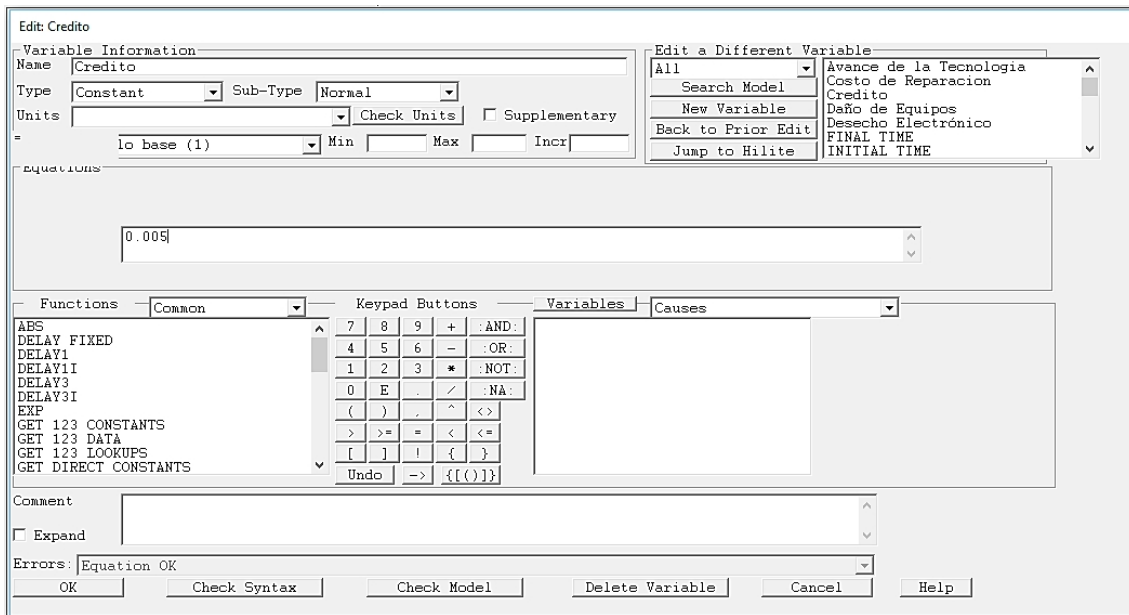 Edit: Credito
Variable Information
Name Credito
Type Constant Sub-Type Normal
Units Check Units Supplementary
= lo base (1) Min Max Incr
Edit a Different Variable
All
Search Model
New Variable
Back to Prior Edit
Jump to Hilite
Avance de la Tecnologia
Costo de Reparacion
Credito
Daño de Equipos
Desecho Electrónico
FINAL TIME
INITIAL TIME
Equations
0.005
Functions Common
ABS
DELAY FIXED
DELAY1
DELAY1I
DELAY3
DELAY3I
EXP
GET 123 CONSTANTS
GET 123 DATA
GET 123 LOOKUPS
GET DIRECT CONSTANTS
Keypad Buttons
7 8 9 + :AND:
4 5 6 - :OR:
1 2 3 * :NOT:
0 E . / :NA:
( ) , ^ <>
> >= = < <=
[ ] ! { }
Undo -> {[()]}
Variables Causes
Comment
Expand
Errors: Equation OK
OK Check Syntax Check Model Delete Variable Cancel Help